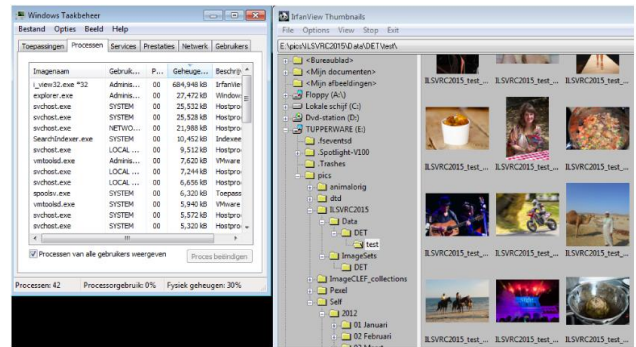 Windows Taakbeheer
Bestand Opties Beeld Help
Toepassingen Processen Services Prestaties Netwerk Gebruikers
Imagenaam Gebruik... P... Geheuge... Beschrij
i_view32.exe *32 Adminis... 00 684,948 kB IrfanVie
explorer.exe Adminis... 00 27,472 kB Window
svchost.exe SYSTEM 00 25,532 kB Hostpro
svchost.exe SYSTEM 00 25,528 kB Hostpro
svchost.exe NETWO... 00 21,988 kB Hostpro
SearchIndexer.exe SYSTEM 00 10,452 kB Indexee
svchost.exe LOCAL ... 00 9,512 kB Hostpro
vmtoolsd.exe Adminis... 00 7,620 kB VMware
svchost.exe LOCAL ... 00 7,244 kB Hostpro
svchost.exe LOCAL ... 00 6,656 kB Hostpro
spoolsv.exe SYSTEM 00 6,320 kB Toepass
vmtoolsd.exe SYSTEM 00 5,940 kB VMware
svchost.exe SYSTEM 00 5,572 kB Hostpro
svchost.exe SYSTEM 00 5,320 kB Hostpro
Processen van alle gebruikers weergeven
Proces beëindigen
Processen: 42 Processorgebruik: 0% Fysiek geheugen: 30%
IrfanView Thumbnails
File Options View Stop Exit
E:\pics\ILSVRC2015\Data\DET\test\
<Bureaublad>
<Mijn documenten>
<Mijn afbeeldingen>
Floppy (A:\)
Lokale schijf (C:)
Dvd-station (D:)
TUPPERWARE (E:)
.fseventsd
.Spotlight-V100
.Trashes
pics
animalorig
dtd
ILSVRC2015
Data
DET
test
ImageSets
DET
ImageCLEF_collections
Pexel
Self
2012
01 Januari
02 Februari
03 Maart
ILSVRC2015_test_... ILSVRC2015_test_... ILSVRC2015_test_...
ILSVRC2015_test_... ILSVRC2015_test_... ILSVRC2015_test_...
ILSVRC2015_test_... ILSVRC2015_test_... ILSVRC2015_test_...
ILSVRC2015_test_... ILSVRC2015_test_... ILSVRC2015_test_...